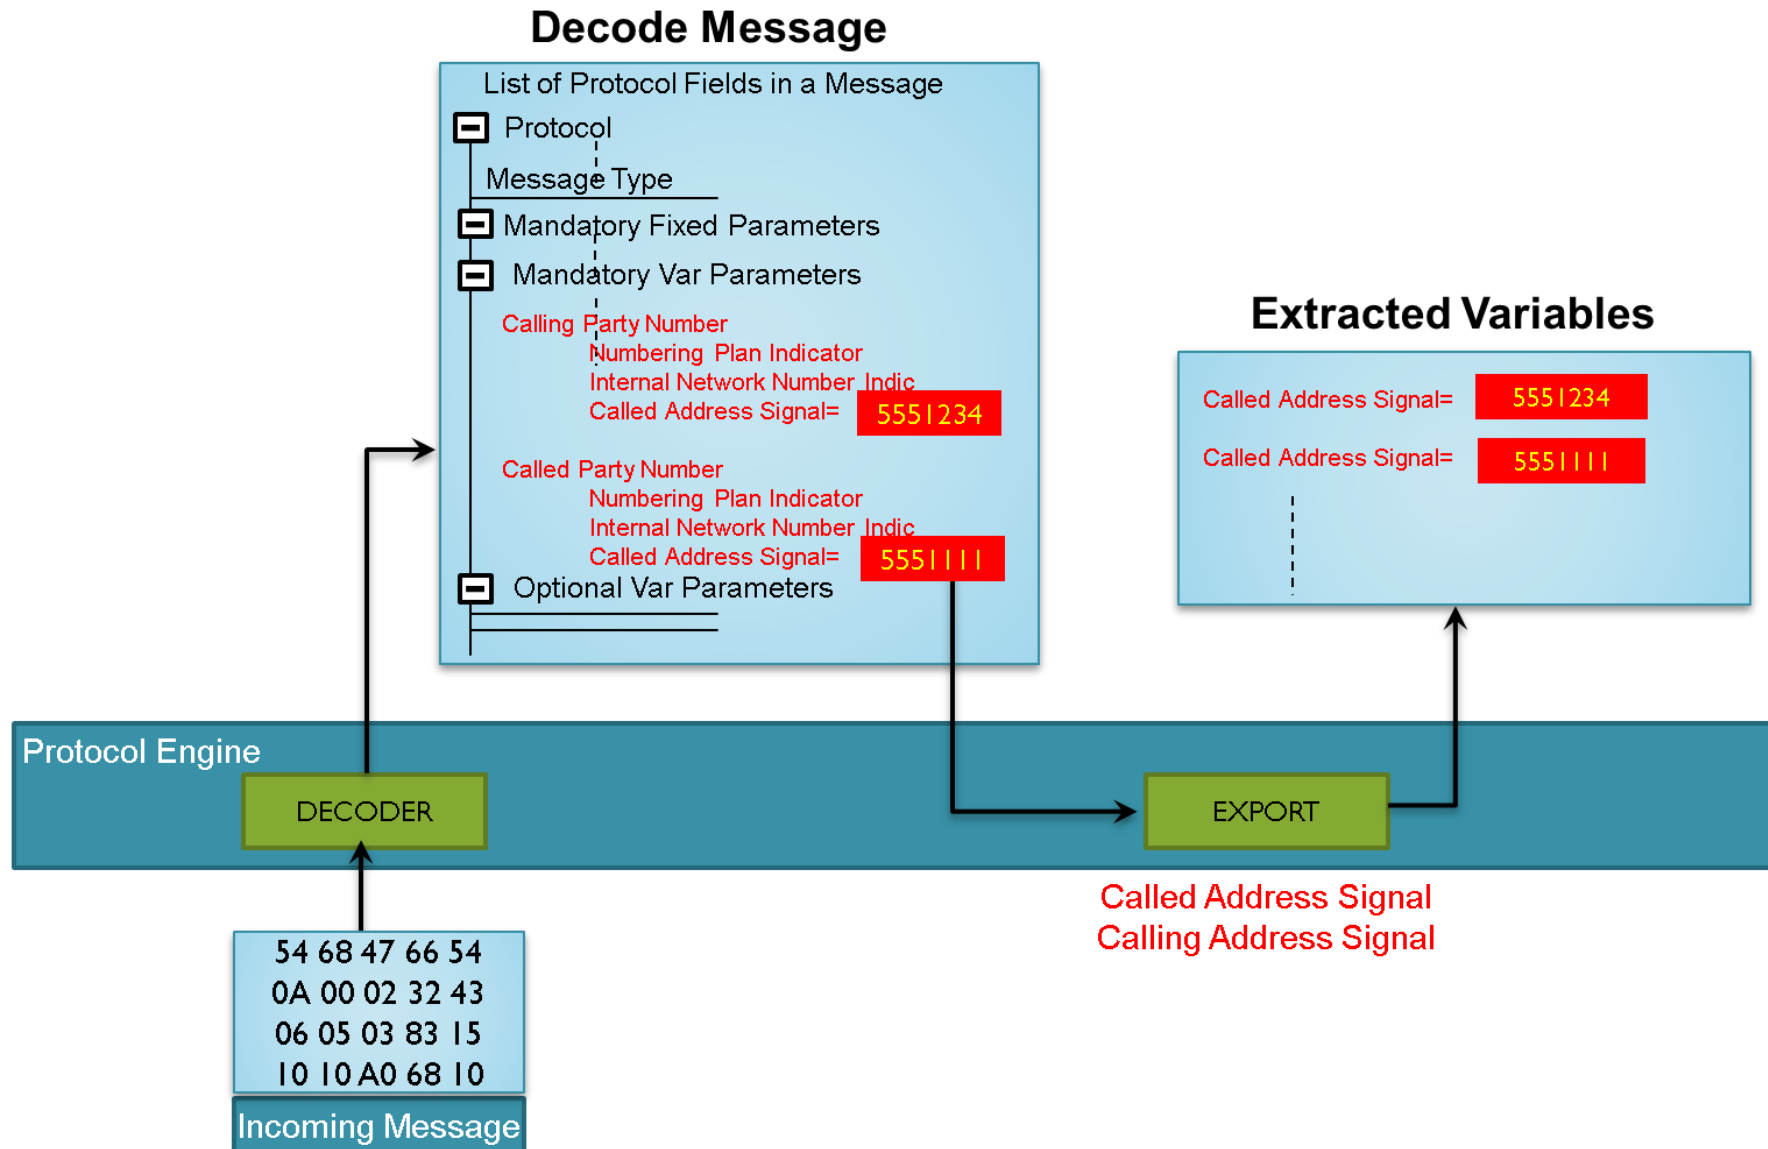 Decode Message
List of Protocol Fields in a Message
Protocol
Message Type
Mandatory Fixed Parameters
Mandatory Var Parameters
Calling Party Number
Numbering Plan Indicator
Internal Network Number Indic
Called Address Signal= 5551234
Called Party Number
Numbering Plan Indicator
Internal Network Number Indic
Called Address Signal= 5551111
Optional Var Parameters
Extracted Variables
Called Address Signal= 5551234
Called Address Signal= 5551111
Protocol Engine
DECODER
EXPORT
Called Address Signal
Calling Address Signal
54 68 47 66 54
0A 00 02 32 43
06 05 03 83 15
10 10 A0 68 10
Incoming Message